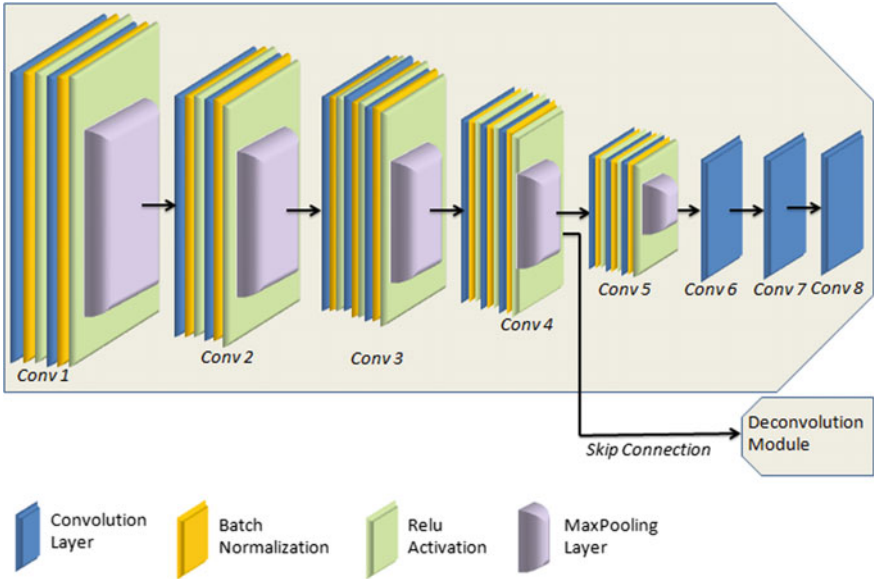 Conv 1
Conv 2
Conv 3
Conv 4
Conv 5
Conv 6
Conv 7
Conv 8
Skip Connection
Deconvolution
Module
Convolution
Layer
Batch
Normalization
Relu
Activation
MaxPooling
Layer